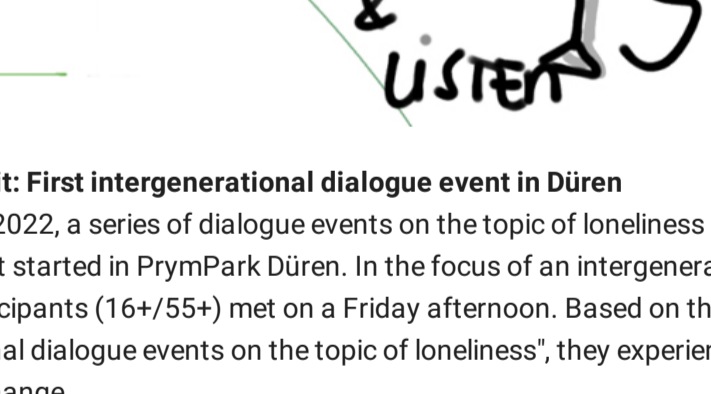 &
LiSTEN
it: First intergenerational dialogue event in Düren
2022, a series of dialogue events on the topic of loneliness
t started in PrymPark Düren. In the focus of an intergenera
cipants (16+/55+) met on a Friday afternoon. Based on th
al dialogue events on the topic of loneliness", they experien
ange